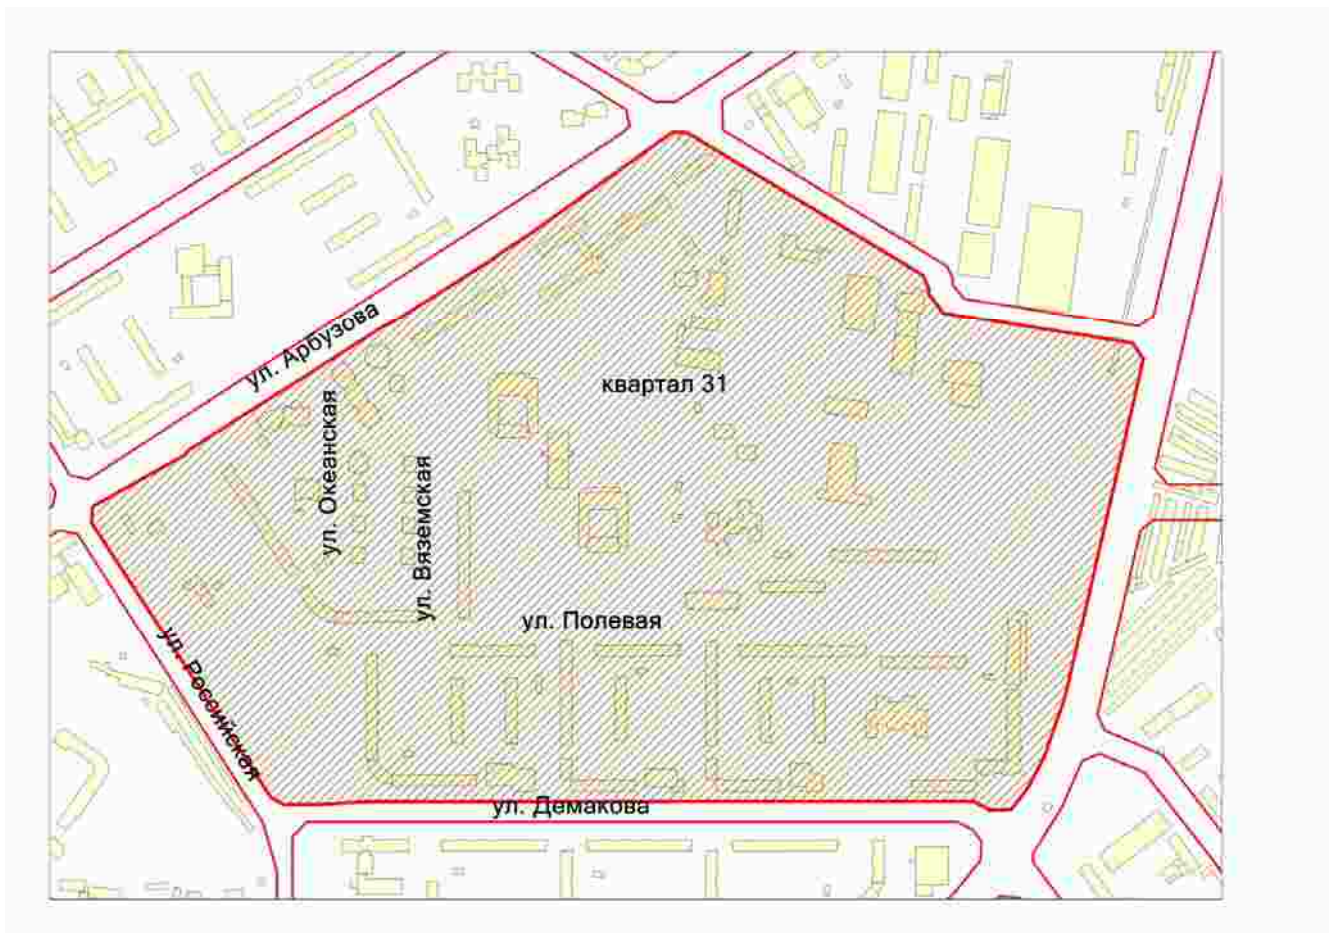 ул. Арбузова
квартал 31
ул. Океанская
ул. Вяземская
ул. Полевая
ул. Российская
ул. Демакова